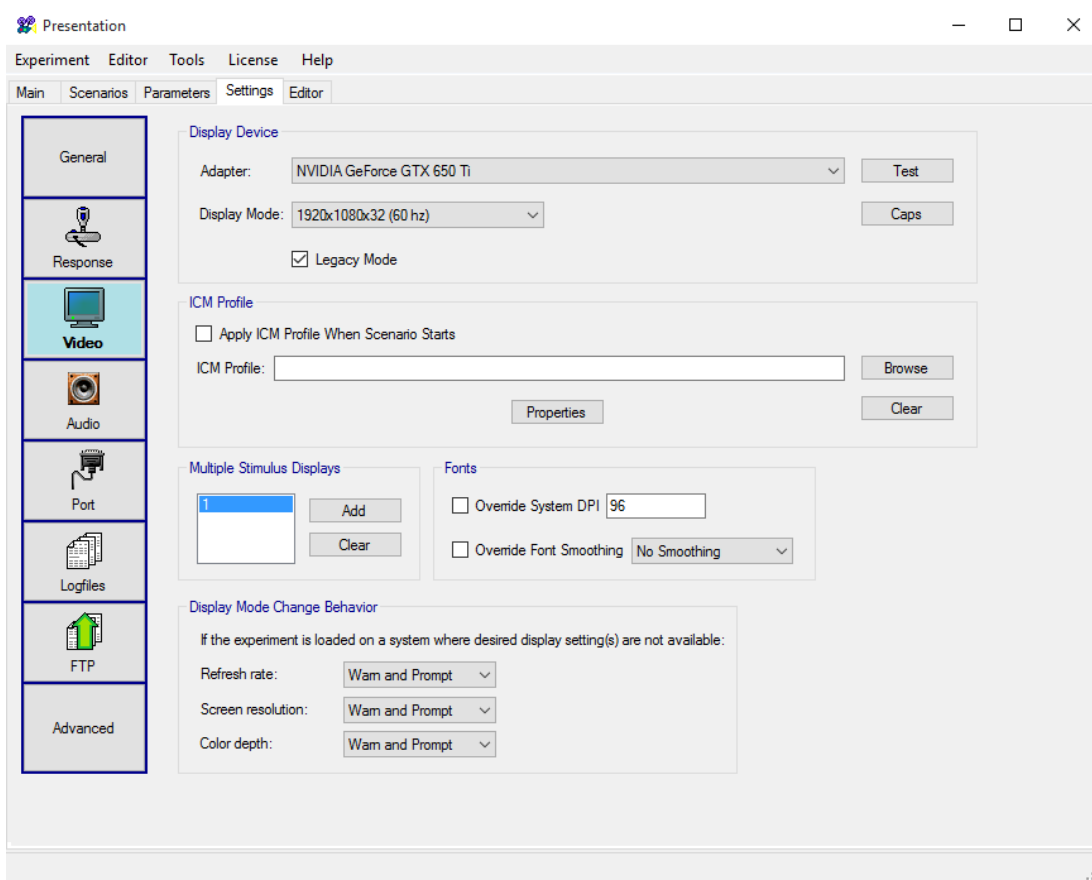 Presentation
Experiment Editor Tools License Help
Main Scenarios Parameters Settings Editor
General
Response
Video
Audio
Port
Logfiles
FTP
Advanced
Display Device
Adapter: NVIDIA GeForce GTX 650 Ti Test
Display Mode: 1920x1080x32 (60 hz) Caps
Legacy Mode
ICM Profile
Apply ICM Profile When Scenario Starts
ICM Profile: Browse
Properties Clear
Multiple Stimulus Displays
1
Add
Clear
Fonts
Override System DPI 96
Override Font Smoothing No Smoothing
Display Mode Change Behavior
If the experiment is loaded on a system where desired display setting(s) are not available:
Refresh rate: Warn and Prompt
Screen resolution: Warn and Prompt
Color depth: Warn and Prompt